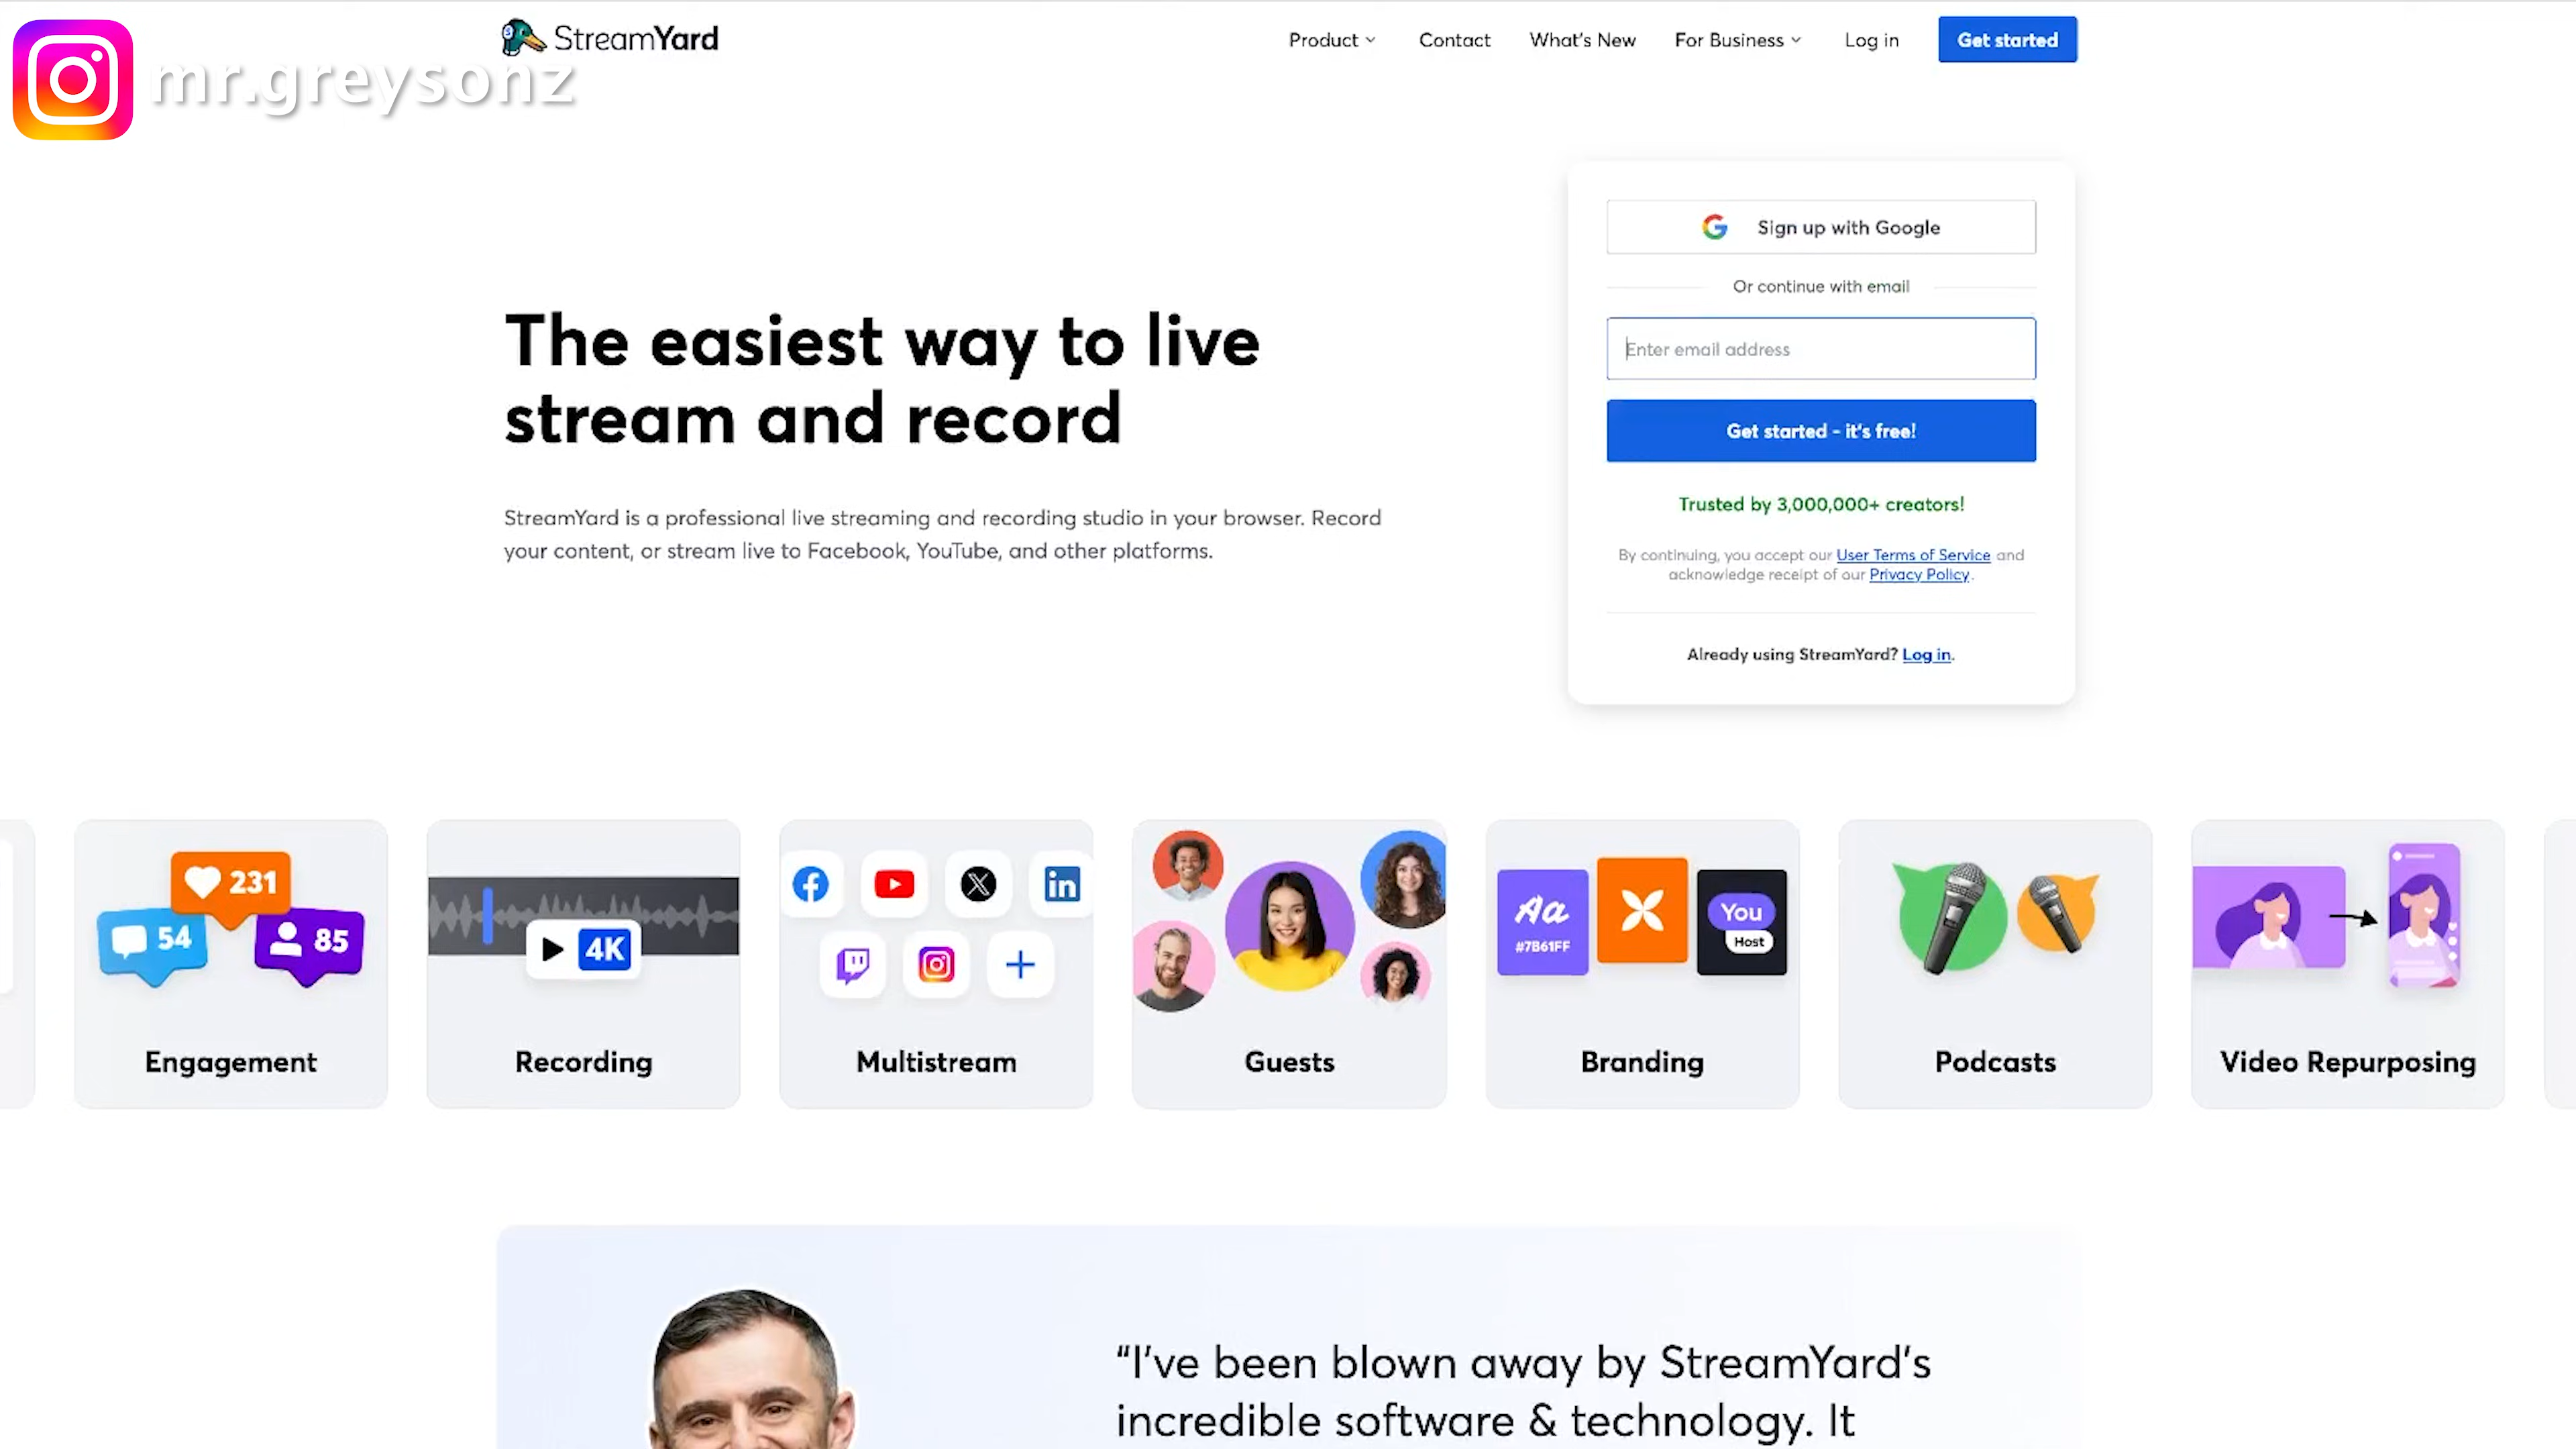 mr.greysonz
StreamYard
Product
Contact
What's New
For Business
Log in
Get started
The easiest way to live
stream and record
StreamYard is a professional live streaming and recording studio in your browser. Record
your content, or stream live to Facebook, YouTube, and other platforms.
Sign up with Google
Or continue with email
Enter email address
Get started - it's free!
Trusted by 3,000,000+ creators!
By continuing, you accept our User Terms of Service and
acknowledge receipt of our Privacy Policy.
Already using StreamYard? Log in.
231
54
85
Engagement
4K
Recording
Multistream
Guests
Aa
#7B61FF
You
Host
Branding
Podcasts
Video Repurposing
"I've been blown away by StreamYard's
incredible software & technology. It